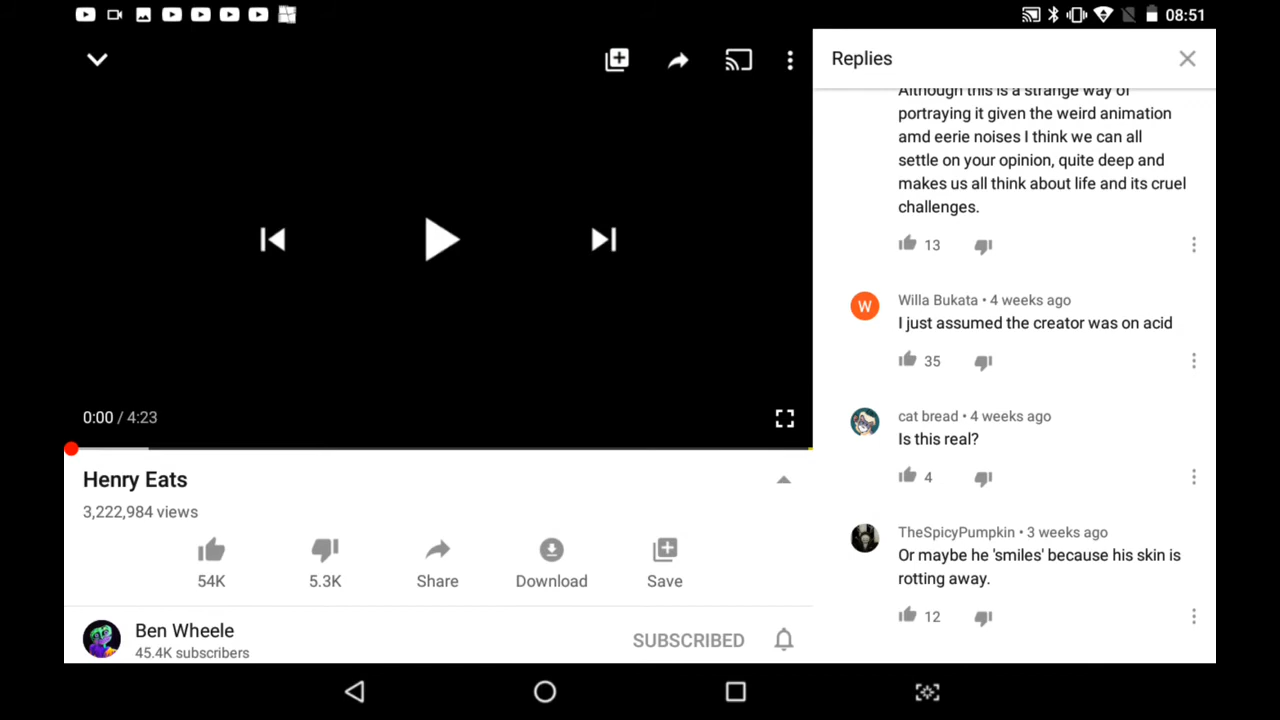 08:51
Replies
Although this is a strange way of
portraying it given the weird animation
amd eerie noises I think we can all
settle on your opinion, quite deep and
makes us all think about life and its cruel
challenges.
13
W
Willa Bukata • 4 weeks ago
I just assumed the creator was on acid
35
cat bread • 4 weeks ago
Is this real?
4
TheSpicyPumpkin • 3 weeks ago
Or maybe he 'smiles' because his skin is
rotting away.
12
0:00 / 4:23
Henry Eats
3,222,984 views
54K
5.3K
Share
Download
Save
Ben Wheele
45.4K subscribers
SUBSCRIBED